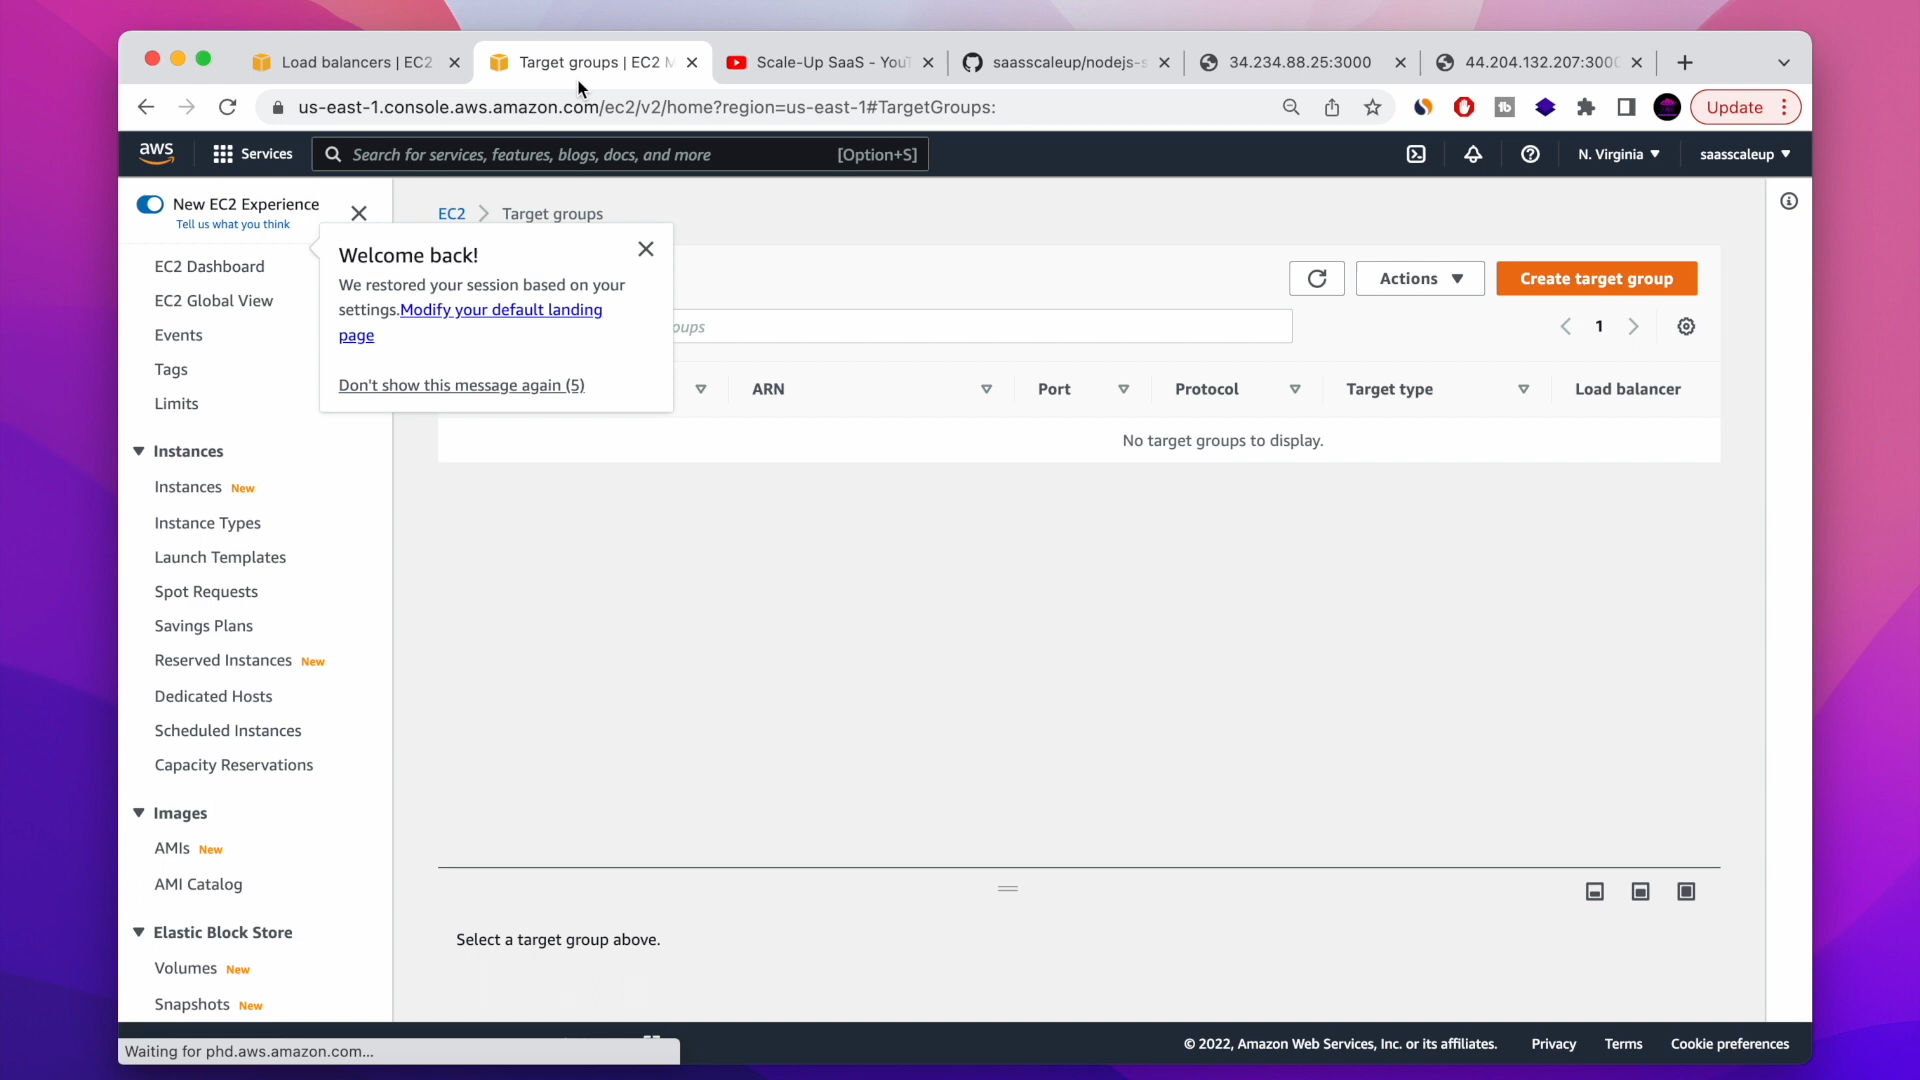 Load balancers | EC2
Target groups | EC2 M
Scale-Up SaaS - YouT
saasscaleup/nodejs-s
34.234.88.25:3000
44.204.132.207:3000
us-east-1.console.aws.amazon.com/ec2/v2/home?region=us-east-1#TargetGroups:
tb
Update
aws
Services
Search for services, features, blogs, docs, and more
[Option+S]
N. Virginia
saasscaleup
New EC2 Experience
Tell us what you think
EC2 Dashboard
EC2 Global View
Events
Tags
Limits
Instances
Instances New
Instance Types
Launch Templates
Spot Requests
Savings Plans
Reserved Instances New
Dedicated Hosts
Scheduled Instances
Capacity Reservations
Images
AMIs New
AMI Catalog
Elastic Block Store
Volumes New
Snapshots New
EC2 > Target groups
Welcome back!
We restored your session based on your
settings.Modify your default landing
page
Don't show this message again (5)
Actions
Create target group
oups
1
ARN
Port
Protocol
Target type
Load balancer
No target groups to display.
Select a target group above.
Waiting for phd.aws.amazon.com...
© 2022, Amazon Web Services, Inc. or its affiliates.
Privacy
Terms
Cookie preferences